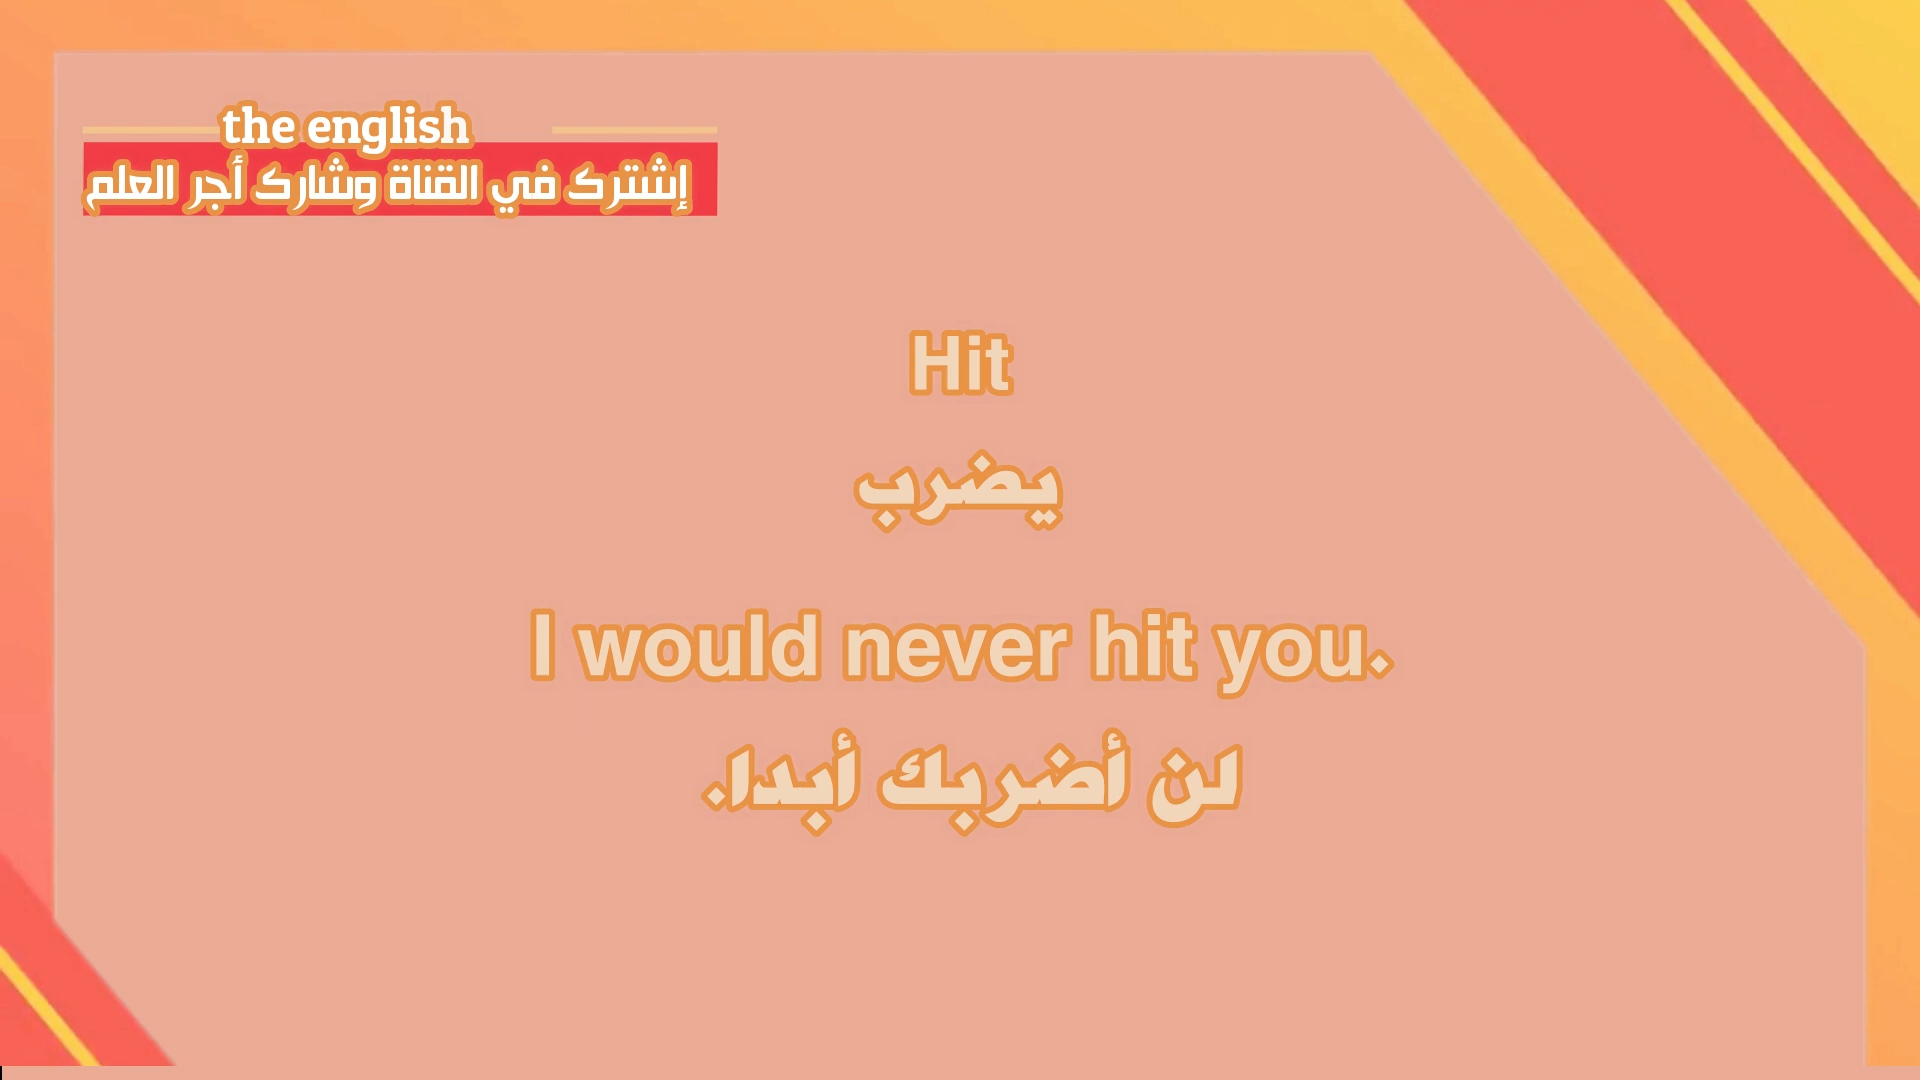 the english
إشترك في القناة وشارك أجر العلم
Hit
يضرب
I would never hit you.
لن أضربك أبدا.